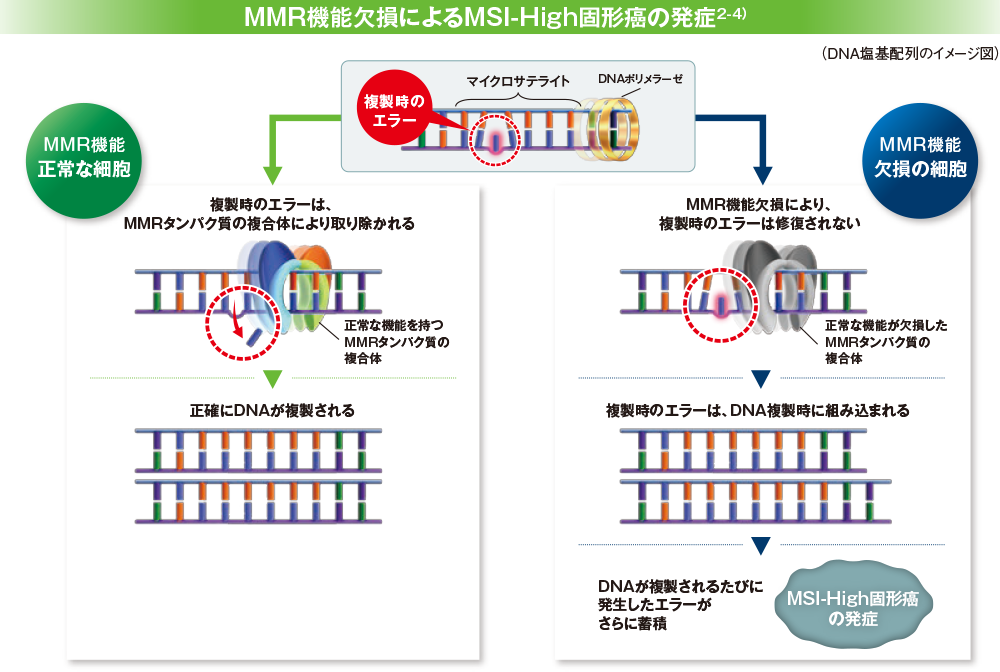 MMR機能欠損によるMSI-High固形癌の発症2-4)
（DNA塩基配列のイメージ図）
複製時の
エラー
マイクロサテライト
DNAポリメラーゼ
MMR機能
正常な細胞
MMR機能
欠損の細胞
複製時のエラーは、
MMRタンパク質の複合体により取り除かれる
正常な機能を持つ
MMRタンパク質の
複合体
正確にDNAが複製される
MMR機能欠損により、
複製時のエラーは修復されない
正常な機能が欠損した
MMRタンパク質の
複合体
複製時のエラーは、DNA複製時に組み込まれる
DNAが複製されるたびに
発生したエラーが
さらに蓄積
MSI-High固形癌
の発症